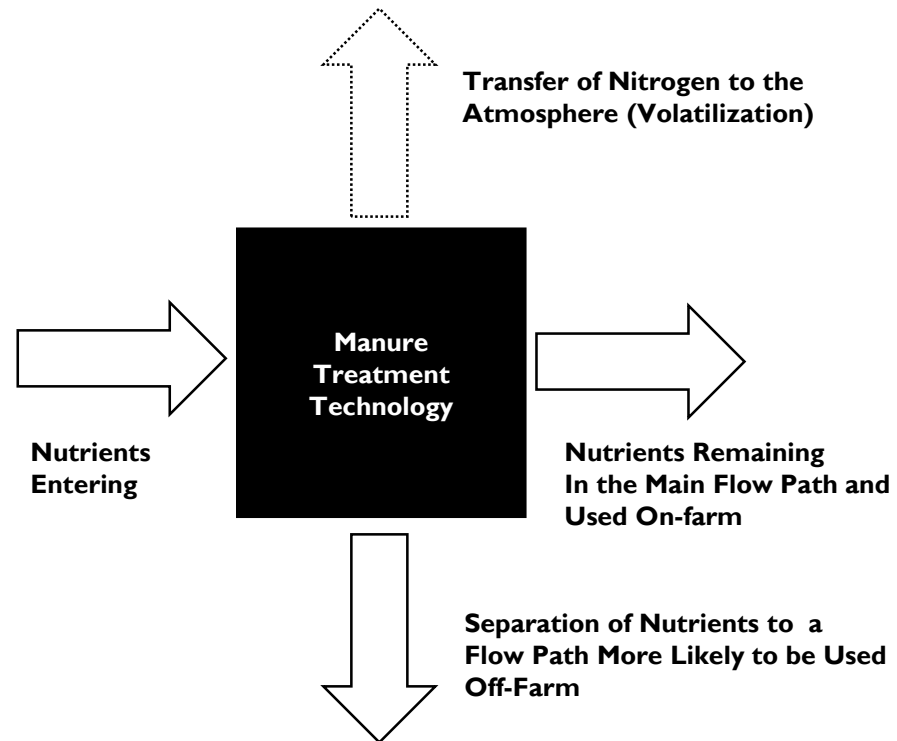 Transfer of Nitrogen to the
Atmosphere (Volatilization)
Manure
Treatment
Technology
Nutrients
Entering
Nutrients Remaining
In the Main Flow Path and
Used On-farm
Separation of Nutrients to a
Flow Path More Likely to be Used
Off-Farm